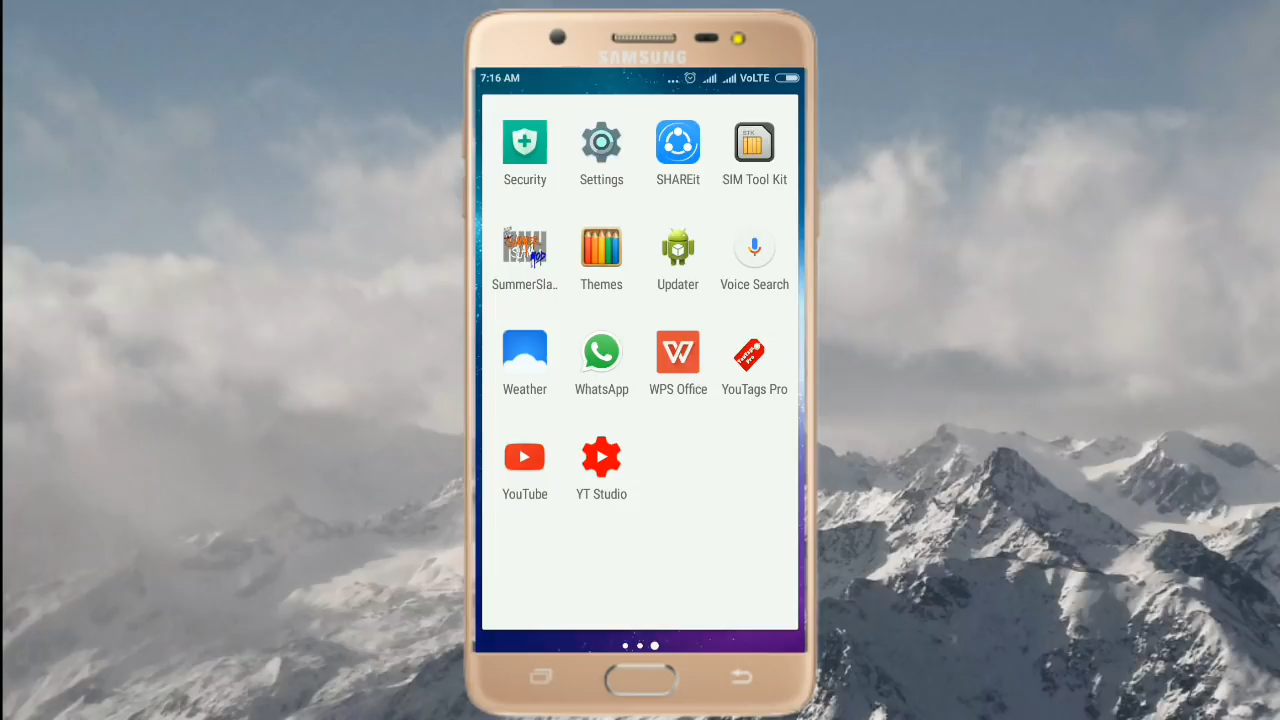 SAMSUNG
7:16 AM ... VoLTE
STK
Security Settings SHAREit SIM Tool Kit
SummerSla.. Themes Updater Voice Search
Weather WhatsApp WPS Office YouTags Pro
YouTube YT Studio